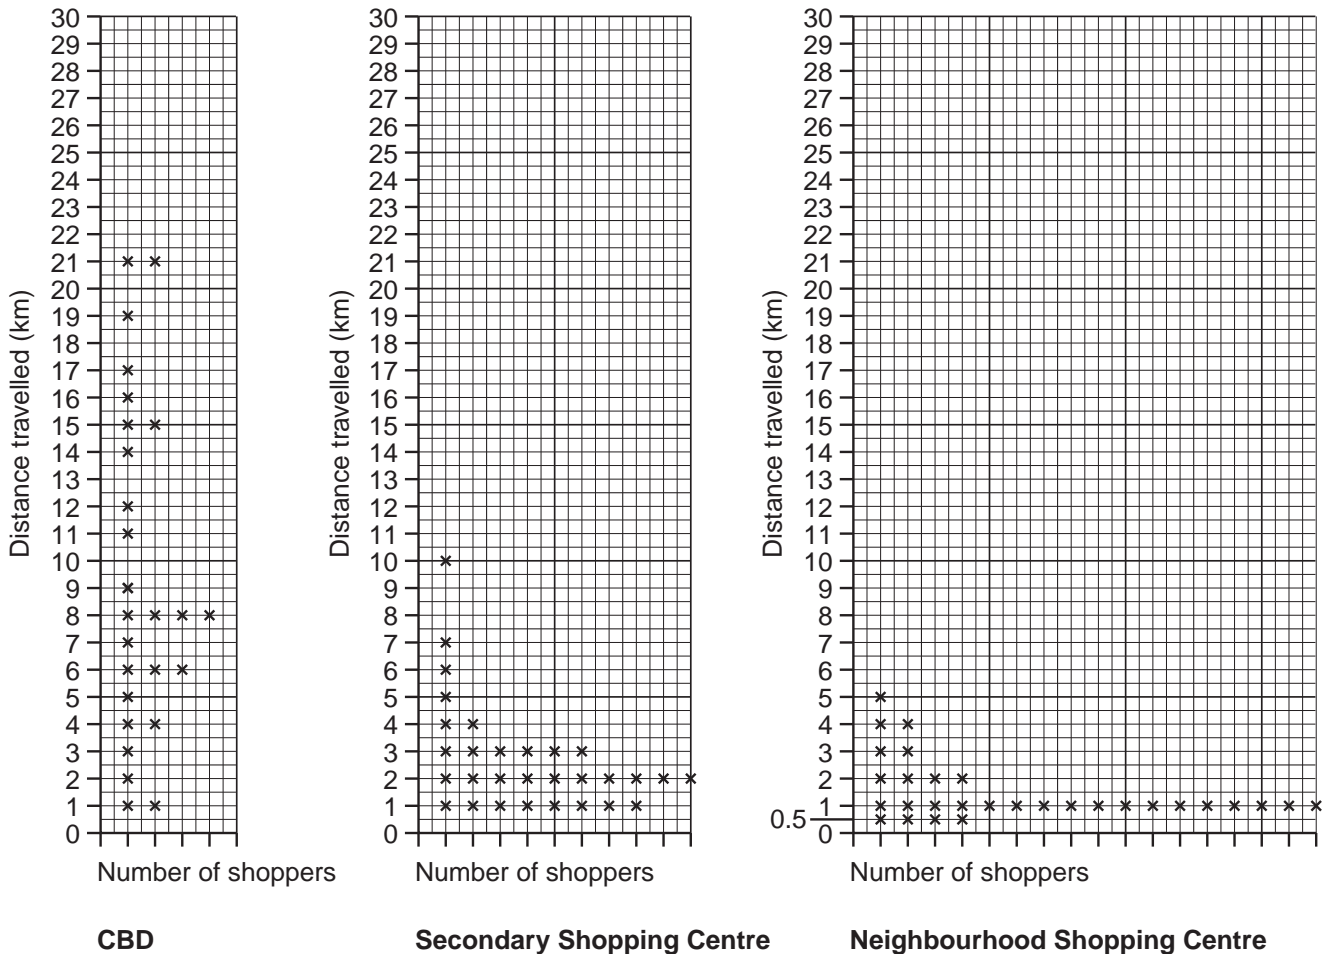 30 30 30
29 29 29
28 28 28
27 27 27
26 26 26
25 25 25
24 24 24
23 23 23
22 22 22
21 21 21
20 20 20
19 19 19
18 18 18
17 17 17
16 16 16
15 15 15
14 14 14
13 13 13
12 12 12
11 11 11
10 10 10
9 9 9
8 8 8
7 7 7
6 6 6
5 5 5
4 4 4
3 3 3
2 2 2
1 1 1
0.5
0 0 0
Distance travelled (km) Distance travelled (km) Distance travelled (km)
Number of shoppers Number of shoppers Number of shoppers
CBD Secondary Shopping Centre Neighbourhood Shopping Centre